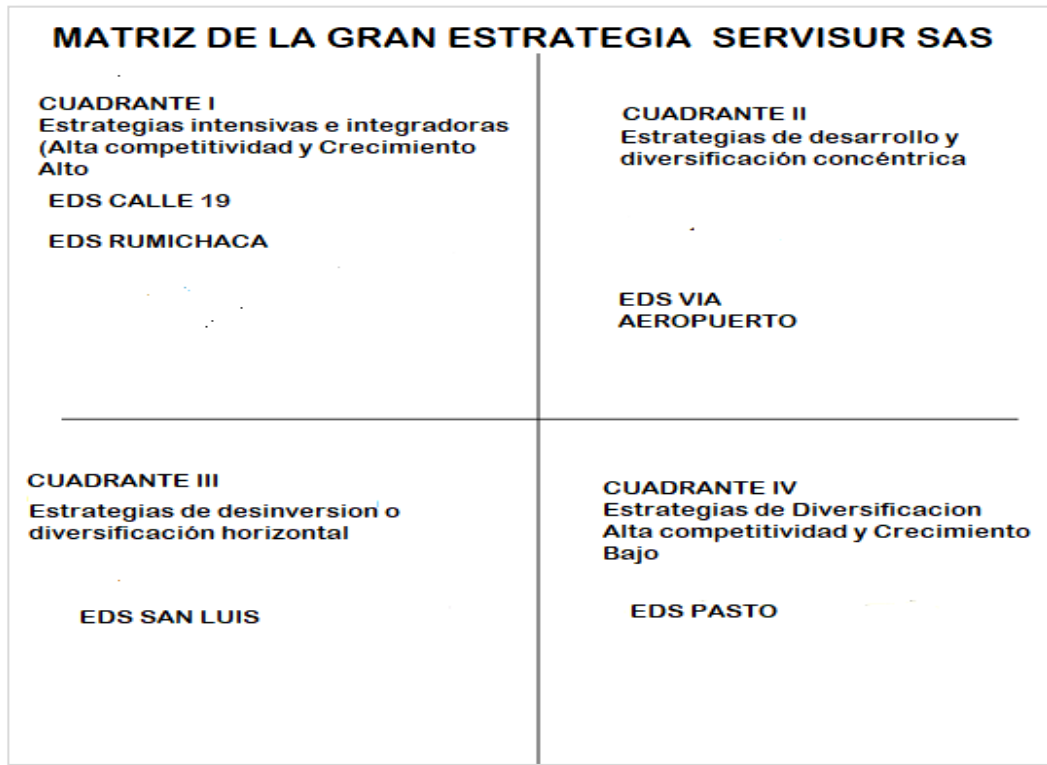 MATRIZ DE LA GRAN ESTRATEGIA SERVISUR SAS
CUADRANTE I
Estrategias intensivas e integradoras
(Alta competitividad y Crecimiento
Alto
EDS CALLE 19
EDS RUMICHACA
CUADRANTE II
Estrategias de desarrollo y
diversificación concéntrica
EDS VIA
AEROPUERTO
CUADRANTE III
Estrategias de desinversion o
diversificación horizontal
EDS SAN LUIS
CUADRANTE IV
Estrategias de Diversificacion
Alta competitividad y Crecimiento
Bajo
EDS PASTO